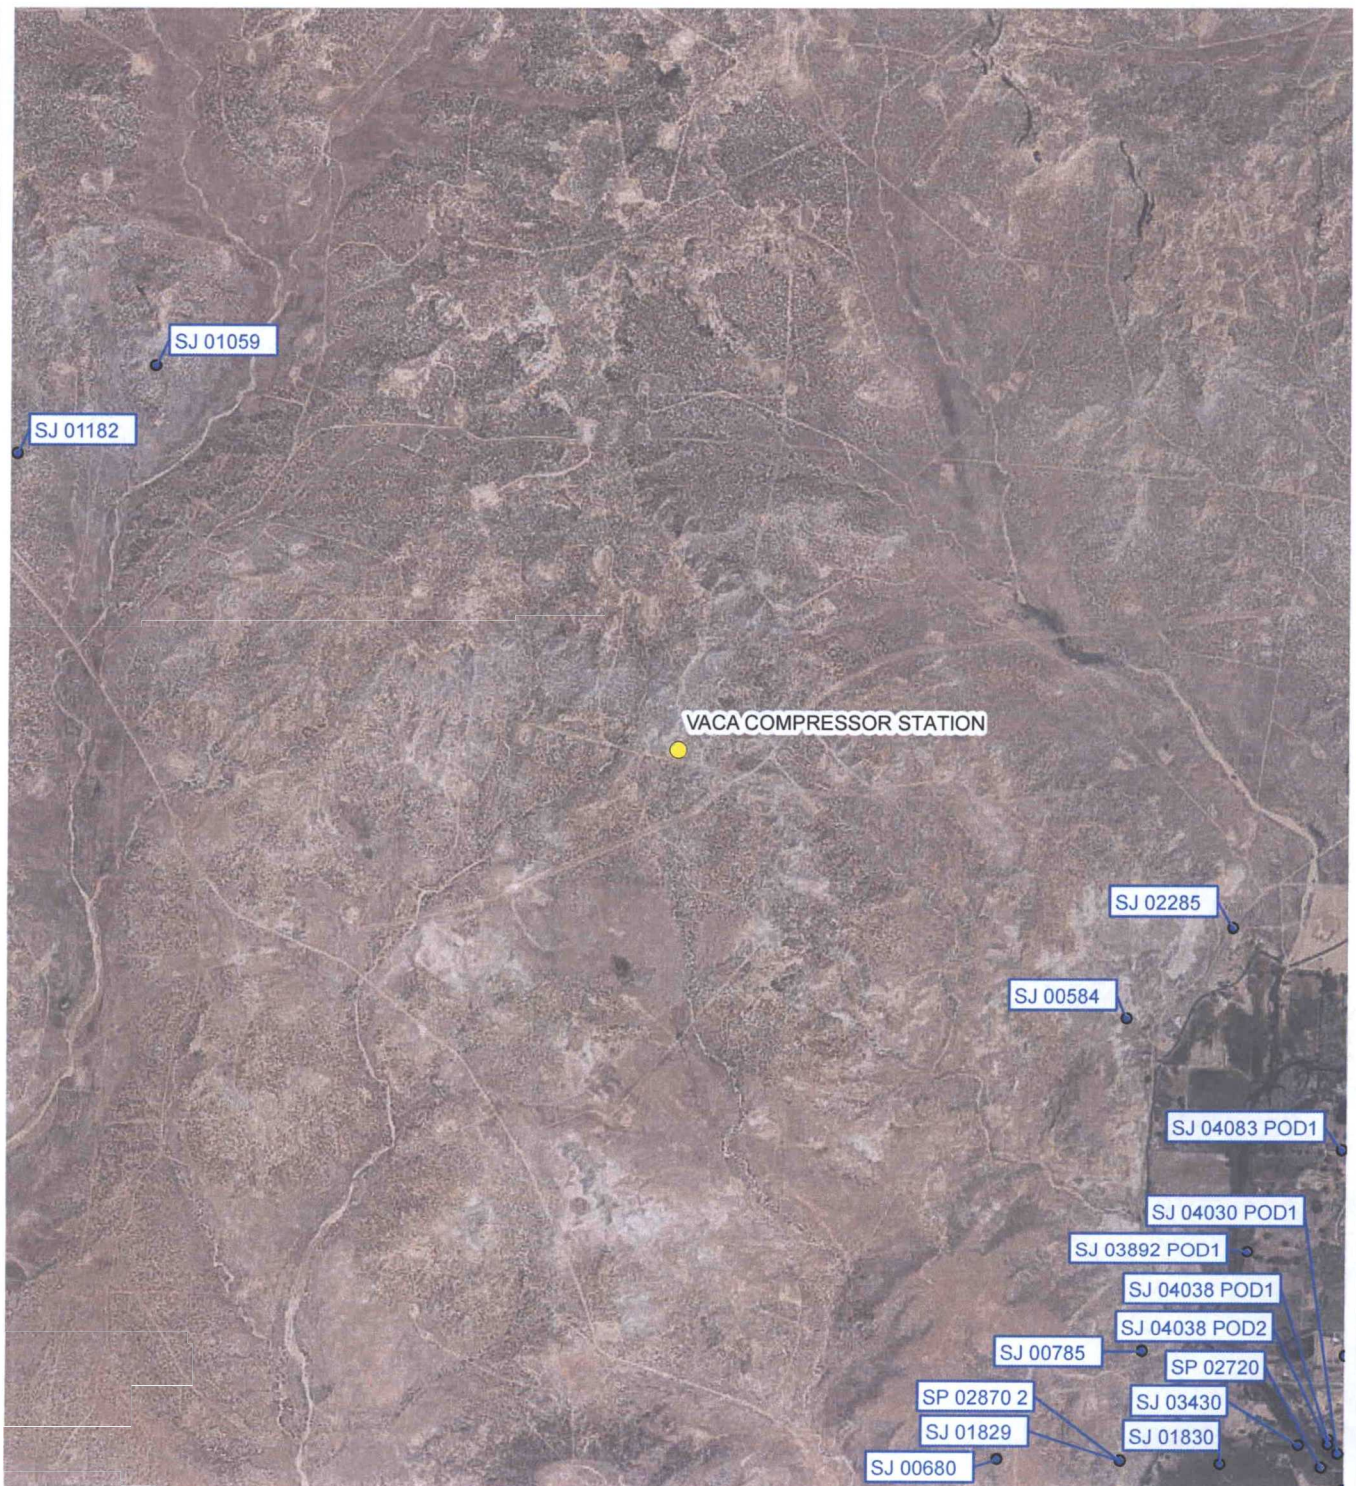 SJ 01059
SJ 01182
VACA COMPRESSOR STATION
SJ 02285
SJ 00584
SJ 04083 POD1
SJ 04030 POD1
SJ 03892 POD1
SJ 04038 POD1
SJ 04038 POD2
SJ 00785
SP 02720
SP 02870 2
SJ 03430
SJ 01829
SJ 01830
SJ 00680